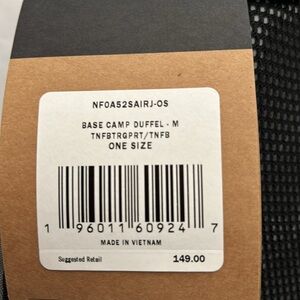 NF0A52SAIRJ-OS
BASE CAMP DUFFEL - M
TNFBTRGPRT/TNFB
ONE SIZE
1 96011 60924 7
MADE IN VIETNAM
Suggested Retail 149.00